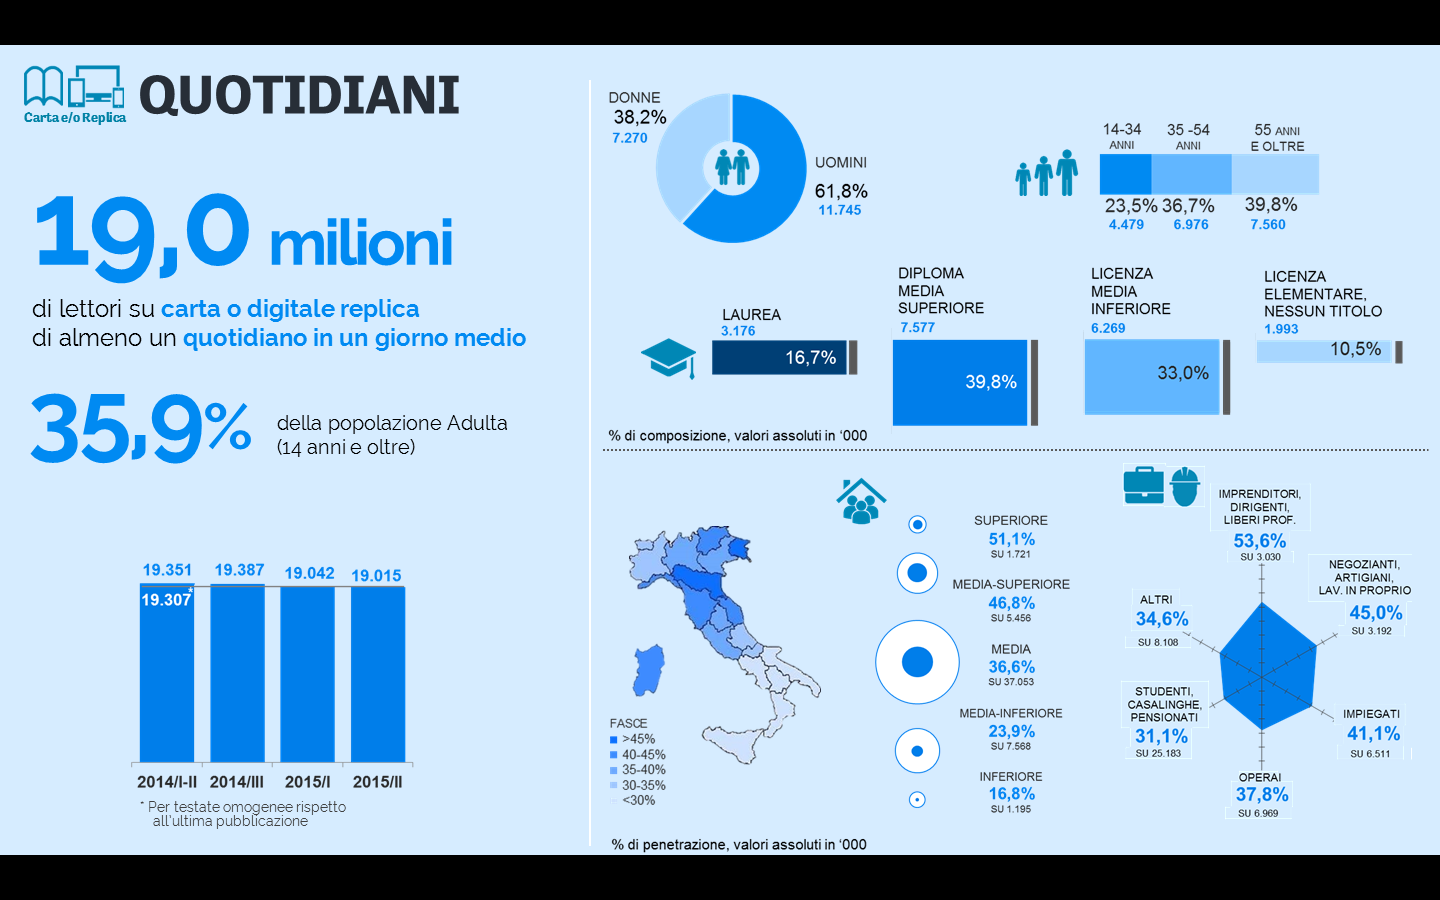 Carta e/o Replica
QUOTIDIANI
19,0 milioni
di lettori su carta o digitale replica
di almeno un quotidiano in un giorno medio
35,9%
della popolazione Adulta
(14 anni e oltre)
19.351
19.387
19.042
19.015
19.307*
2014/I-II
2014/III
2015/I
2015/II
* Per testate omogenee rispetto
all'ultima pubblicazione
DONNE
38,2%
7.270
UOMINI
61,8%
11.745
14-34
ANNI
35 -54
ANNI
55 ANNI
E OLTRE
23,5%
36,7%
39,8%
4.479
6.976
7.560
LAUREA
3.176
16,7%
DIPLOMA
MEDIA
SUPERIORE
7.577
39,8%
LICENZA
MEDIA
INFERIORE
6.269
33,0%
LICENZA
ELEMENTARE,
NESSUN TITOLO
1.993
10,5%
% di composizione, valori assoluti in ‘000
FASCE
>45%
40-45%
35-40%
30-35%
<30%
SUPERIORE
51,1%
SU 1.721
MEDIA-SUPERIORE
46,8%
SU 5.456
MEDIA
36,6%
SU 37.053
MEDIA-INFERIORE
23,9%
SU 7.568
INFERIORE
16,8%
SU 1.195
IMPRENDITORI,
DIRIGENTI,
LIBERI PROF.
53,6%
SU 3.030
NEGOZIANTI,
ARTIGIANI,
LAV. IN PROPRIO
45,0%
SU 3.192
ALTRI
34,6%
SU 8.108
STUDENTI,
CASALINGHE,
PENSIONATI
31,1%
SU 25.183
IMPIEGATI
41,1%
SU 6.511
OPERAI
37,8%
SU 6.969
% di penetrazione, valori assoluti in ‘000